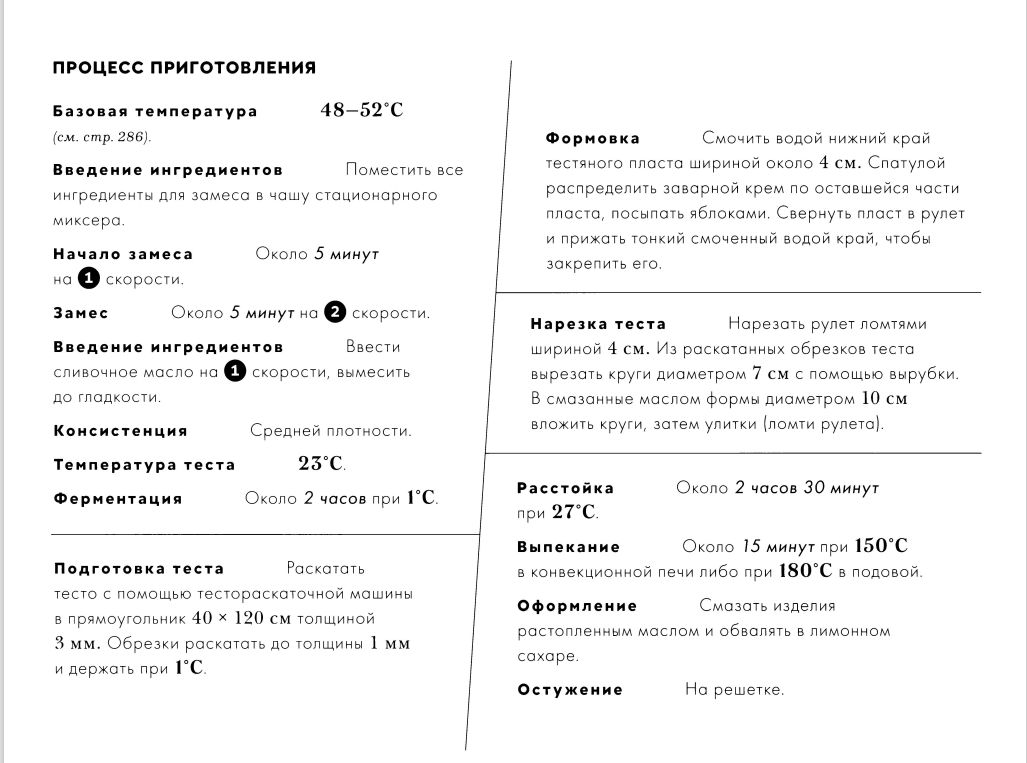 ПРОЦЕСС ПРИГОТОВЛЕНИЯ
Базовая температура 48–52°С
(см. стр. 286).
Введение ингредиентов Поместить все
ингредиенты для замеса в чашу стационарного
миксера.
Начало замеса Около 5 минут
на 1 скорости.
Замес Около 5 минут на 2 скорости.
Введение ингредиентов Ввести
сливочное масло на 1 скорости, вымесить
до гладкости.
Консистенция Средней плотности.
Температура теста 23°С.
Ферментация Около 2 часов при 1°С.
Подготовка теста Раскатать
тесто с помощью тестораскаточной машины
в прямоугольник 40 × 120 см толщиной
3 мм. Обрезки раскатать до толщины 1 мм
и держать при 1°С.
Формовка Смочить водой нижний край
тестяного пласта шириной около 4 см. Спатулой
распределить заварной крем по оставшейся части
пласта, посыпать яблоками. Свернуть пласт в рулет
и прижать тонкий смоченный водой край, чтобы
закрепить его.
Нарезка теста Нарезать рулет ломтями
шириной 4 см. Из раскатанных обрезков теста
вырезать круги диаметром 7 см с помощью вырубки.
В смазанные маслом формы диаметром 10 см
вложить круги, затем улитки (ломти рулета).
Расстойка Около 2 часов 30 минут
при 27°С.
Выпекание Около 15 минут при 150°С
в конвекционной печи либо при 180°С в подовой.
Оформление Смазать изделия
растопленным маслом и обвалять в лимонном
сахаре.
Остужение На решетке.